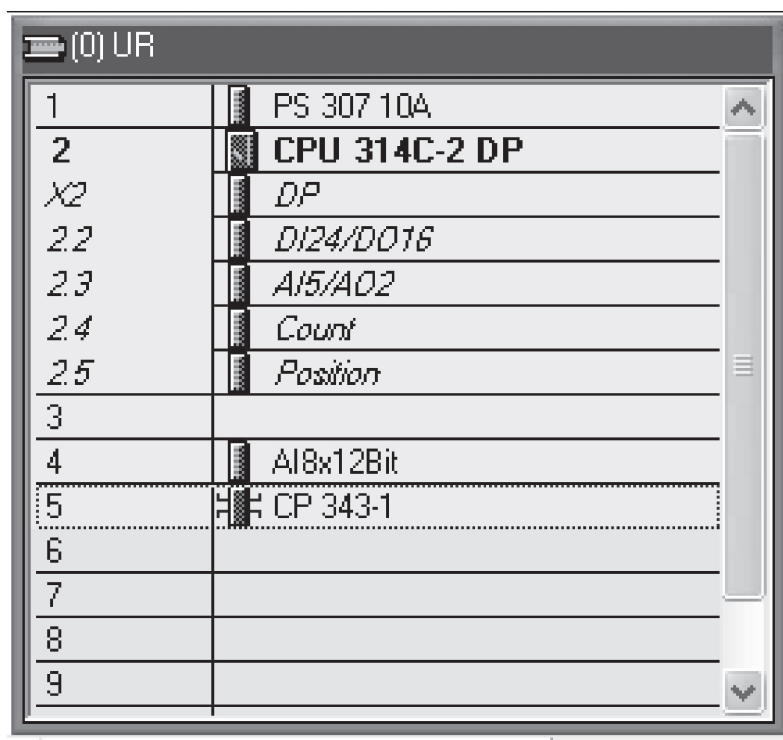 (0) UR
1 PS 307 10A
2 CPU 314C-2 DP
X2 DP
2.2 DI24/DO16
2.3 AI5/AO2
2.4 Count
2.5 Position
3
4 AI8x12Bit
5 CP 343-1
6
7
8
9